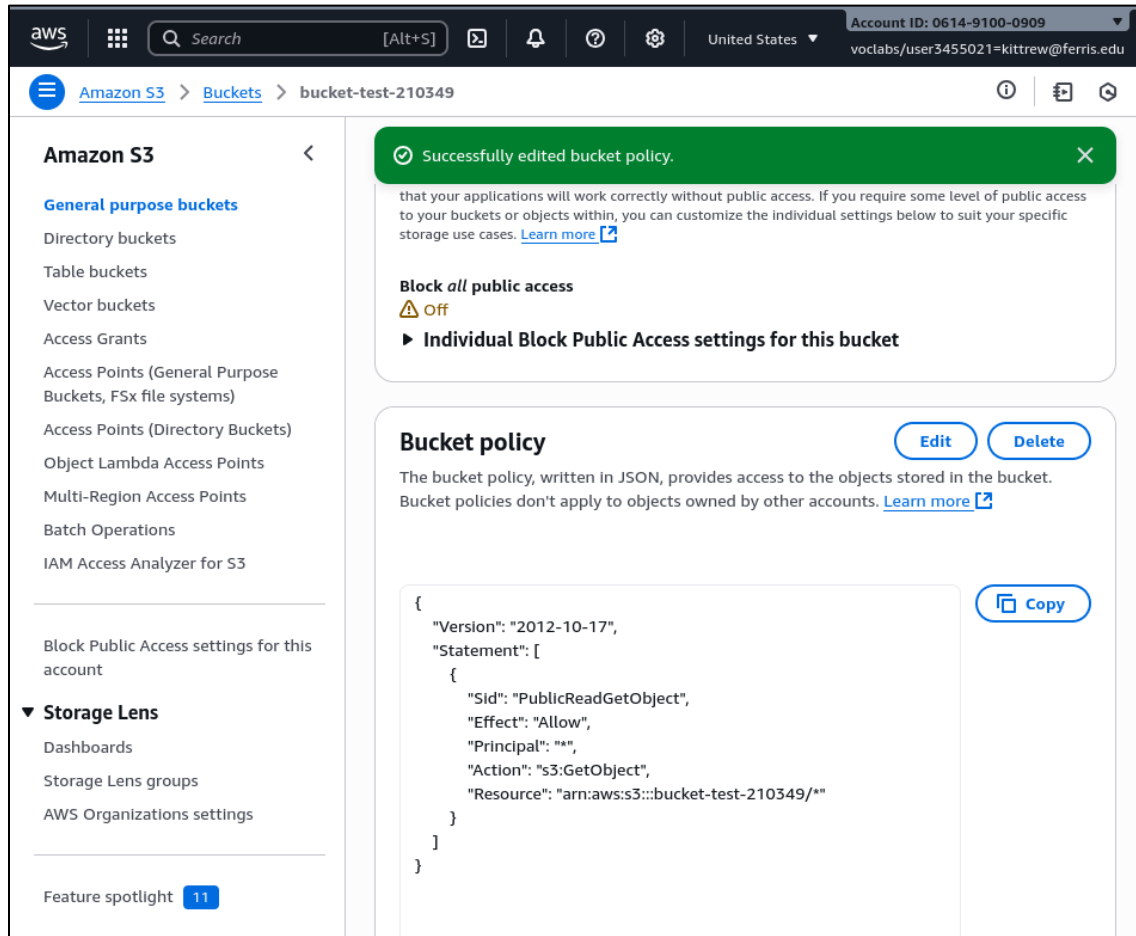 aws
Search [Alt+S]
United States
Account ID: 0614-9100-0909
voclabs/user3455021=kittrew@ferris.edu
Amazon S3 > Buckets > bucket-test-210349
Amazon S3
General purpose buckets
Directory buckets
Table buckets
Vector buckets
Access Grants
Access Points (General Purpose
Buckets, FSx file systems)
Access Points (Directory Buckets)
Object Lambda Access Points
Multi-Region Access Points
Batch Operations
IAM Access Analyzer for S3
Block Public Access settings for this
account
Storage Lens
Dashboards
Storage Lens groups
AWS Organizations settings
Feature spotlight 11
Successfully edited bucket policy.
that your applications will work correctly without public access. If you require some level of public access
to your buckets or objects within, you can customize the individual settings below to suit your specific
storage use cases. Learn more
Block all public access
Off
Individual Block Public Access settings for this bucket
Bucket policy
Edit
Delete
The bucket policy, written in JSON, provides access to the objects stored in the bucket.
Bucket policies don't apply to objects owned by other accounts. Learn more
Copy
{
"Version": "2012-10-17",
"Statement": [
{
"Sid": "PublicReadGetObject",
"Effect": "Allow",
"Principal": "*",
"Action": "s3:GetObject",
"Resource": "arn:aws:s3:::bucket-test-210349/*"
}
]
}